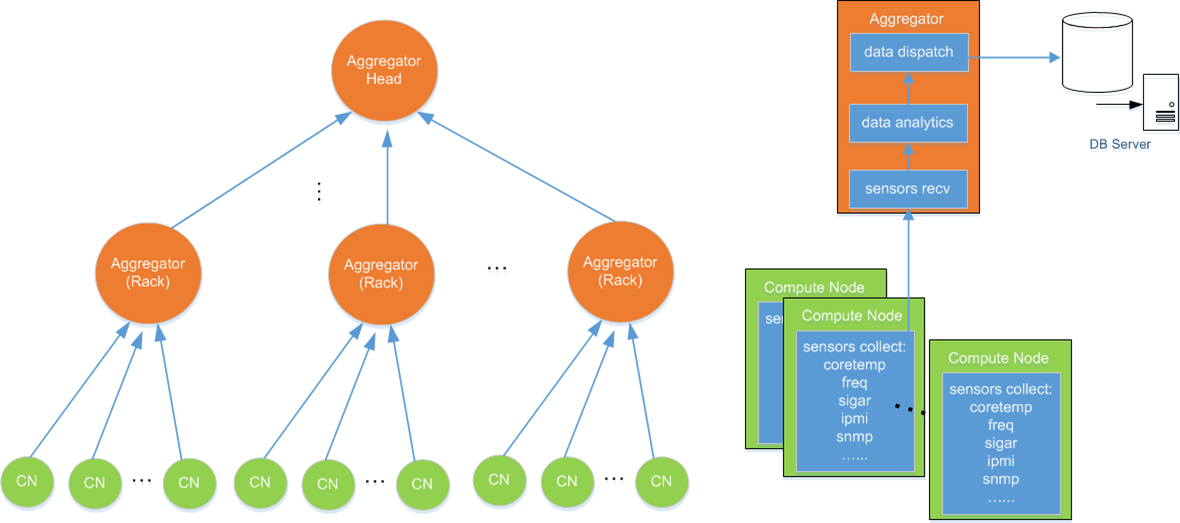 Aggregator
Head
Aggregator
(Rack)
Aggregator
(Rack)
...
Aggregator
(Rack)
CN
CN
...
CN
CN
CN
...
CN
CN
CN
...
CN
Aggregator
data dispatch
data analytics
sensors recv
DB Server
Compute Node
sen
Compute Node
sensors collect:
coretemp
freq
sigar
ipmi
snmp
......
Compute Node
sensors collect:
coretemp
freq
sigar
ipmi
snmp
......